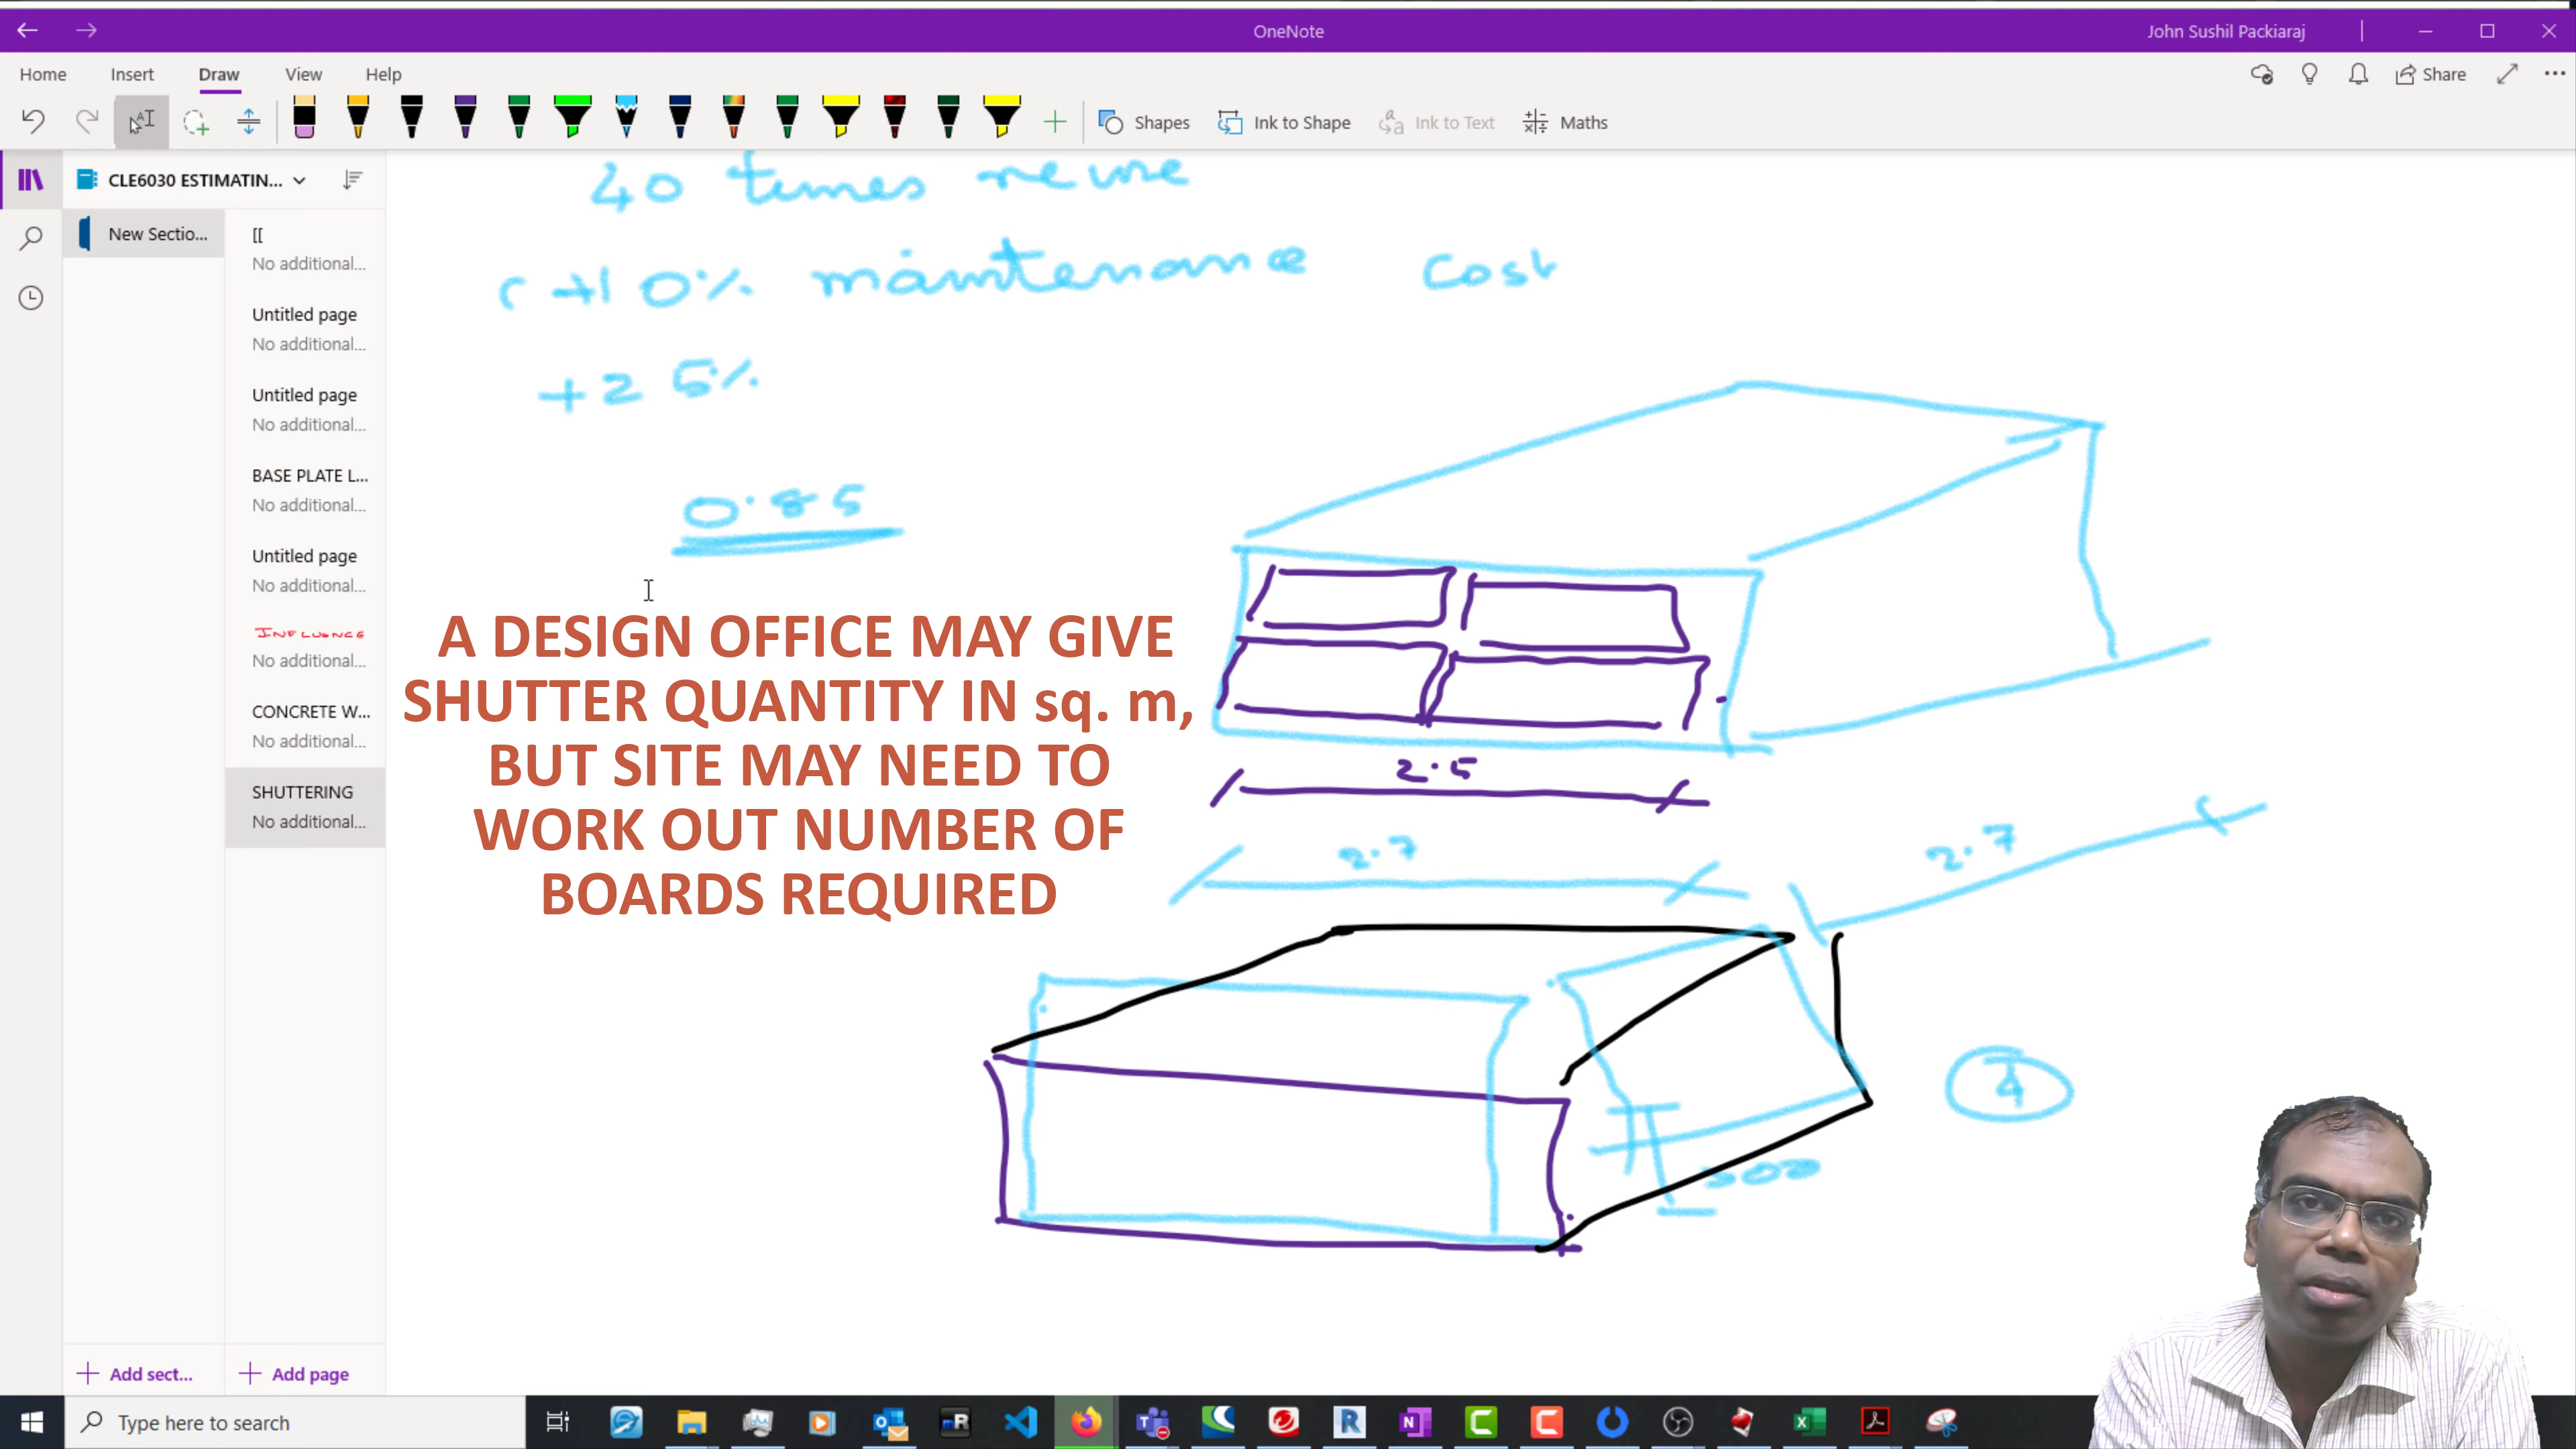 OneNote
John Sushil Packiaraj
Home Insert Draw View Help
Share
Shapes Ink to Shape Ink to Text Maths
CLE6030 ESTIMATIN...
New Sectio...
[[
No additional...
Untitled page
No additional...
Untitled page
No additional...
BASE PLATE L...
No additional...
Untitled page
No additional...
INFLUENCE
No additional...
CONCRETE W...
No additional...
SHUTTERING
No additional...
Add sect...
Add page
40 times reuse
+10% maintenance cost
+25%
0.85
A DESIGN OFFICE MAY GIVE
SHUTTER QUANTITY IN sq. m,
BUT SITE MAY NEED TO
WORK OUT NUMBER OF
BOARDS REQUIRED
2.5
2.7
2.7
4
Type here to search